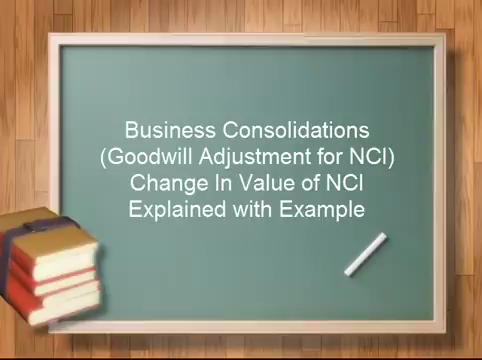 Business Consolidations
(Goodwill Adjustment for NCI)
Change In Value of NCI
Explained with Example